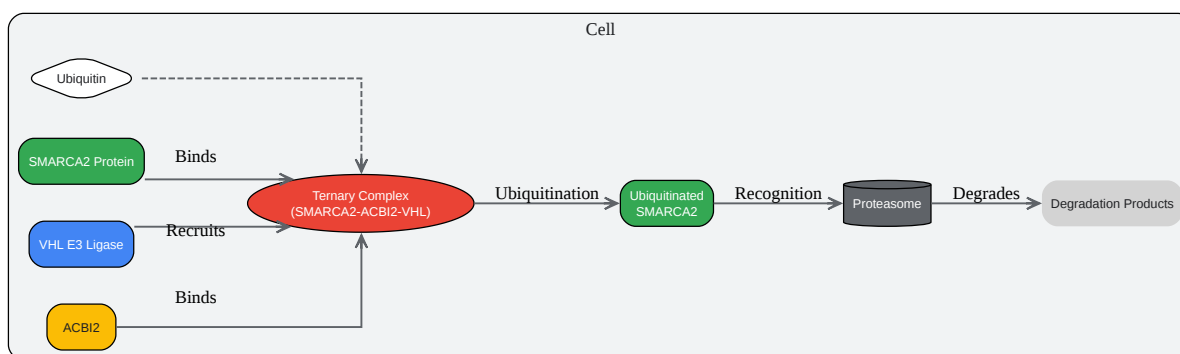 Cell
Ubiquitin
SMARCA2 Protein
Binds
VHL E3 Ligase
Recruits
ACBI2
Binds
Ternary Complex
(SMARCA2-ACBI2-VHL)
Ubiquitination
Ubiquitinated
SMARCA2
Recognition
Proteasome
Degrades
Degradation Products